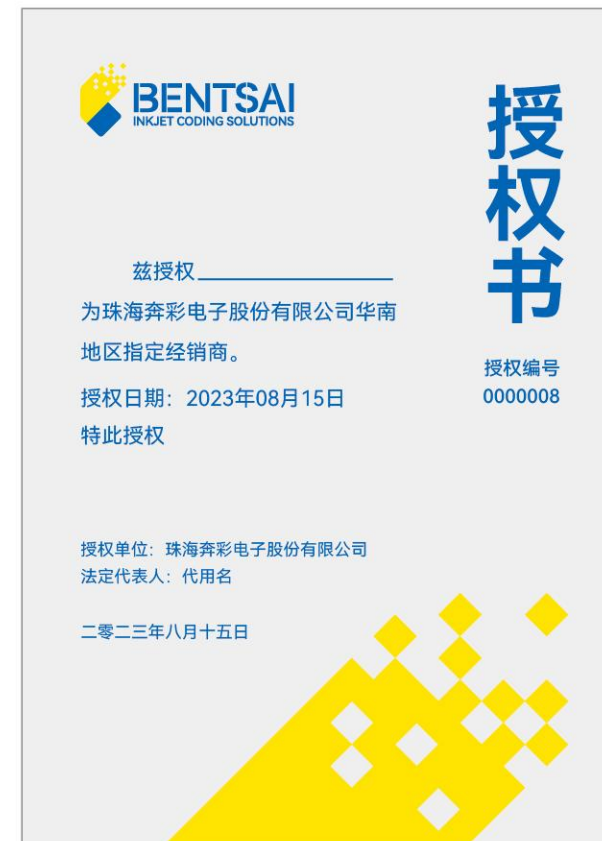 BENTSAI
INKJET CODING SOLUTIONS
授权书
授权编号
0000008
兹授权
为珠海奔彩电子股份有限公司华南
地区指定经销商。
授权日期：2023年08月15日
特此授权
授权单位：珠海奔彩电子股份有限公司
法定代表人：代用名
二零二三年八月十五日